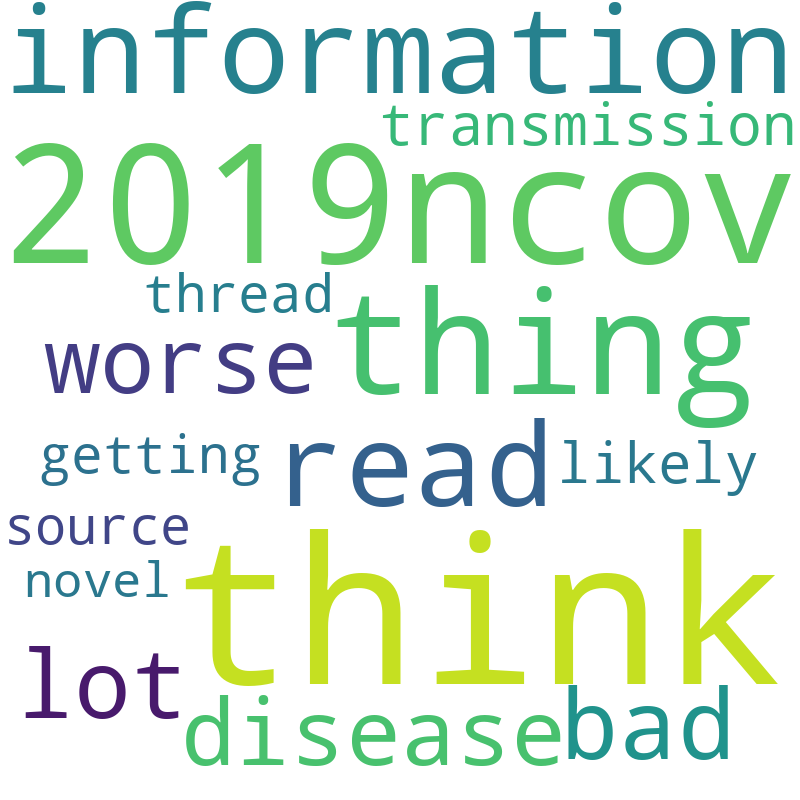 information
transmission
2019ncov
thread
thing
worse
getting
read
likely
source
think
novel
lot
disease
bad